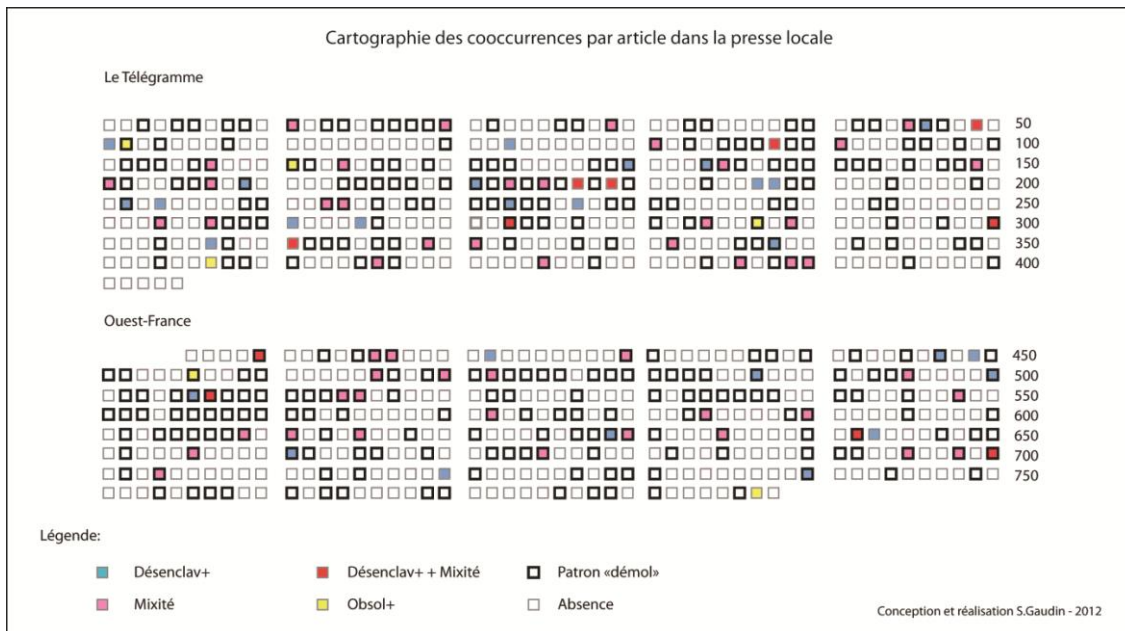 Cartographie des cooccurrences par article dans la presse locale
Le Télégramme
50
100
150
200
250
300
350
400
Ouest-France
450
500
550
600
650
700
750
Légende:
Désenclav+ Désenclav+ + Mixité Patron «démol»
Mixité Obsol+ Absence
Conception et réalisation S.Gaudin - 2012